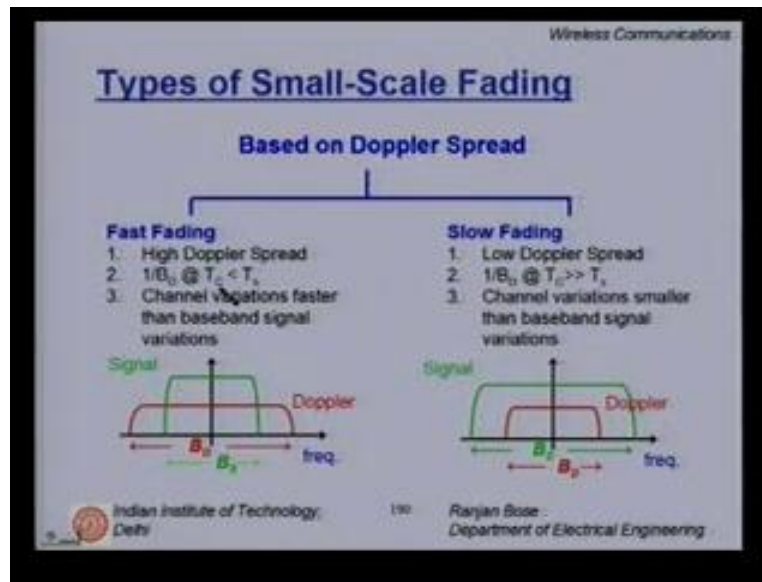 Wireless Communications
Types of Small-Scale Fading
Based on Doppler Spread
Fast Fading
1. High Doppler Spread
2. 1/B_D @ T_C < T_s
3. Channel variations faster
than baseband signal
variations
Signal
Doppler
B_D
B_s
freq.
Slow Fading
1. Low Doppler Spread
2. 1/B_D @ T_C >> T_s
3. Channel variations smaller
than baseband signal
variations
Signal
Doppler
B_s
B_D
freq.
Indian Institute of Technology,
Delhi
190
Ranjan Bose
Department of Electrical Engineering